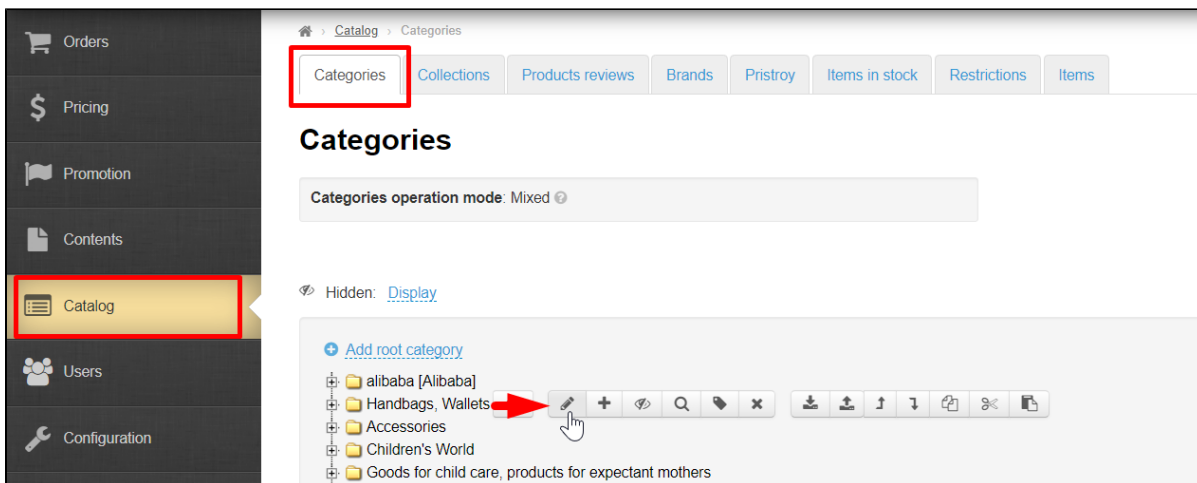 Orders
Pricing
Promotion
Contents
Catalog
Users
Configuration
Catalog › Categories
Categories Collections Products reviews Brands Pristroy Items in stock Restrictions Items
Categories
Categories operation mode: Mixed
Hidden: Display
Add root category
alibaba [Alibaba]
Handbags, Wallets
Accessories
Children's World
Goods for child care, products for expectant mothers